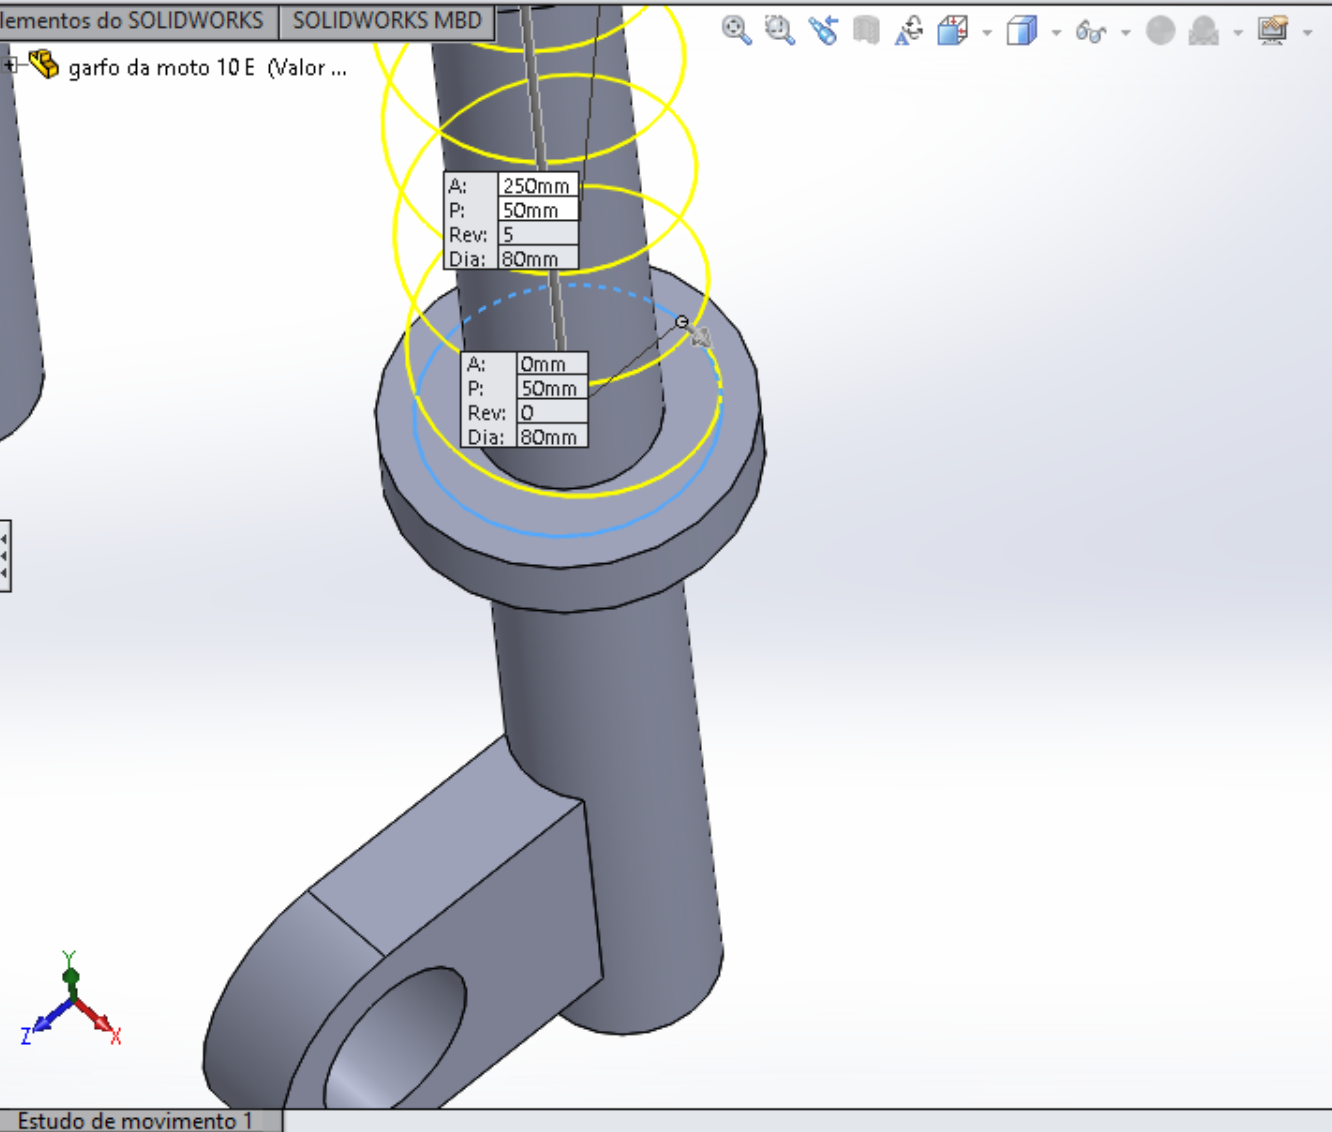 lementos do SOLIDWORKS
SOLIDWORKS MBD
garfo da moto 10 E (Valor ...
A: 250mm
P: 50mm
Rev: 5
Dia: 80mm
A: 0mm
P: 50mm
Rev: 0
Dia: 80mm
Y
Z
X
Estudo de movimento 1